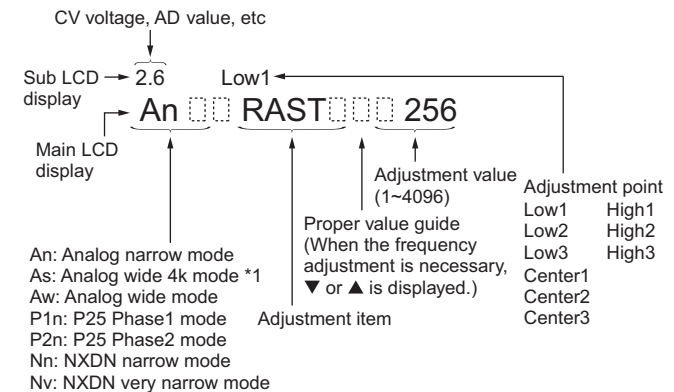 CV voltage, AD value, etc
Sub LCD display
2.6
Low1
Main LCD display
An RAST 256
Adjustment value
(1~4096)
Adjustment point
Low1 High1
Low2 High2
Low3 High3
Center1
Center2
Center3
Proper value guide
(When the frequency
adjustment is necessary,
▼ or ▲ is displayed.)
Adjustment item
An: Analog narrow mode
As: Analog wide 4k mode *1
Aw: Analog wide mode
P1n: P25 Phase1 mode
P2n: P25 Phase2 mode
Nn: NXDN narrow mode
Nv: NXDN very narrow mode